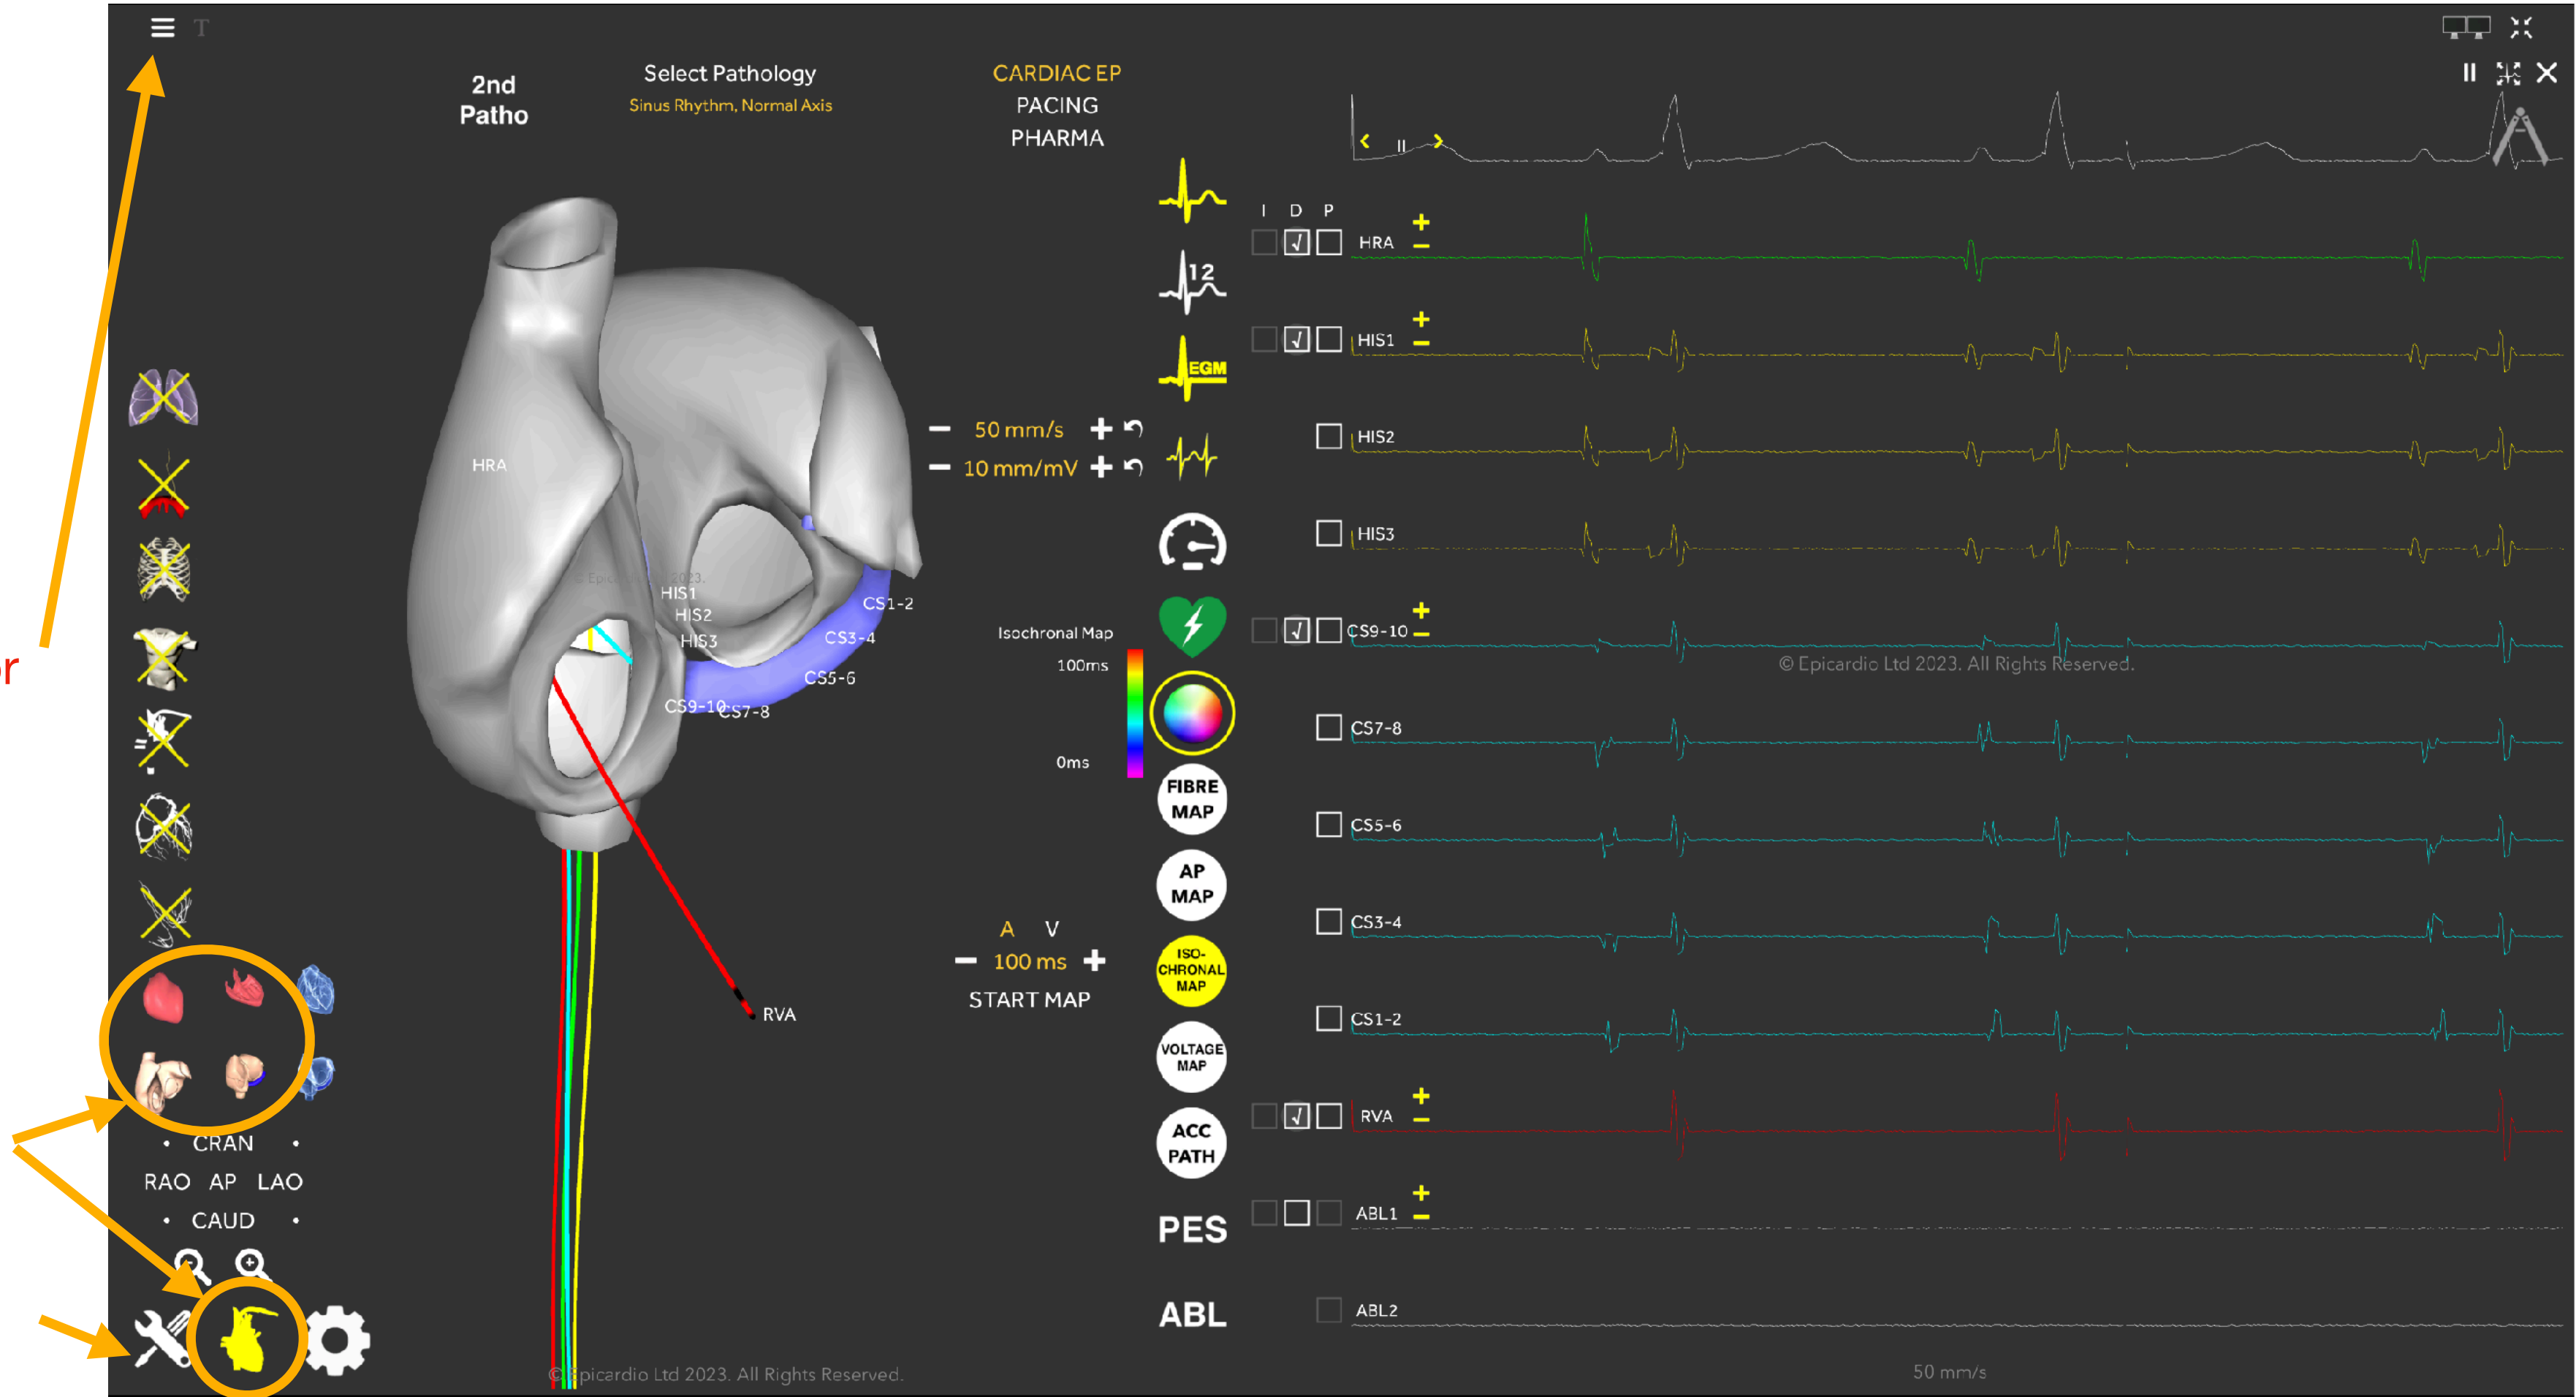 T
2nd
Patho
Select Pathology
Sinus Rhythm, Normal Axis
CARDIAC EP
PACING
PHARMA
II
12
EGM
I D P
HRA
HIS1
HIS2
HIS3
CS9-10
CS7-8
CS5-6
CS3-4
CS1-2
RVA
ABL1
ABL2
50 mm/s
© Epicardio Ltd 2023. All Rights Reserved.
50 mm/s
10 mm/mV
Isochronal Map
100ms
0ms
FIBRE
MAP
AP
MAP
ISO-
CHRONAL
MAP
VOLTAGE
MAP
ACC
PATH
PES
ABL
A V
100 ms
START MAP
HRA
2023.
HIS1
HIS2
HIS3
CS1-2
CS3-4
CS5-6
CS9-10
CS7-8
RVA
or
CRAN
RAO AP LAO
CAUD
© Epicardio Ltd 2023. All Rights Reserved.